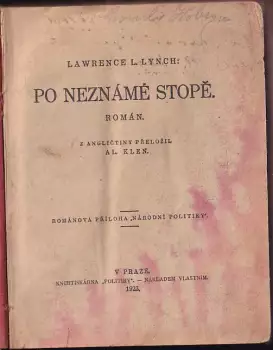 LAWRENCE L. LYNCH:
PO NEZNÁMÉ STOPĚ.
ROMÁN.
Z ANGLIČTINY PŘELOŽIL
AL. KLEN.
ROMÁNOVÁ PŘÍLOHA „NÁRODNÍ POLITIKY“.
V PRAZE.
KNIHTISKÁRNA „POLITIKY“. — NÁKLADEM VLASTNÍM.
1923.